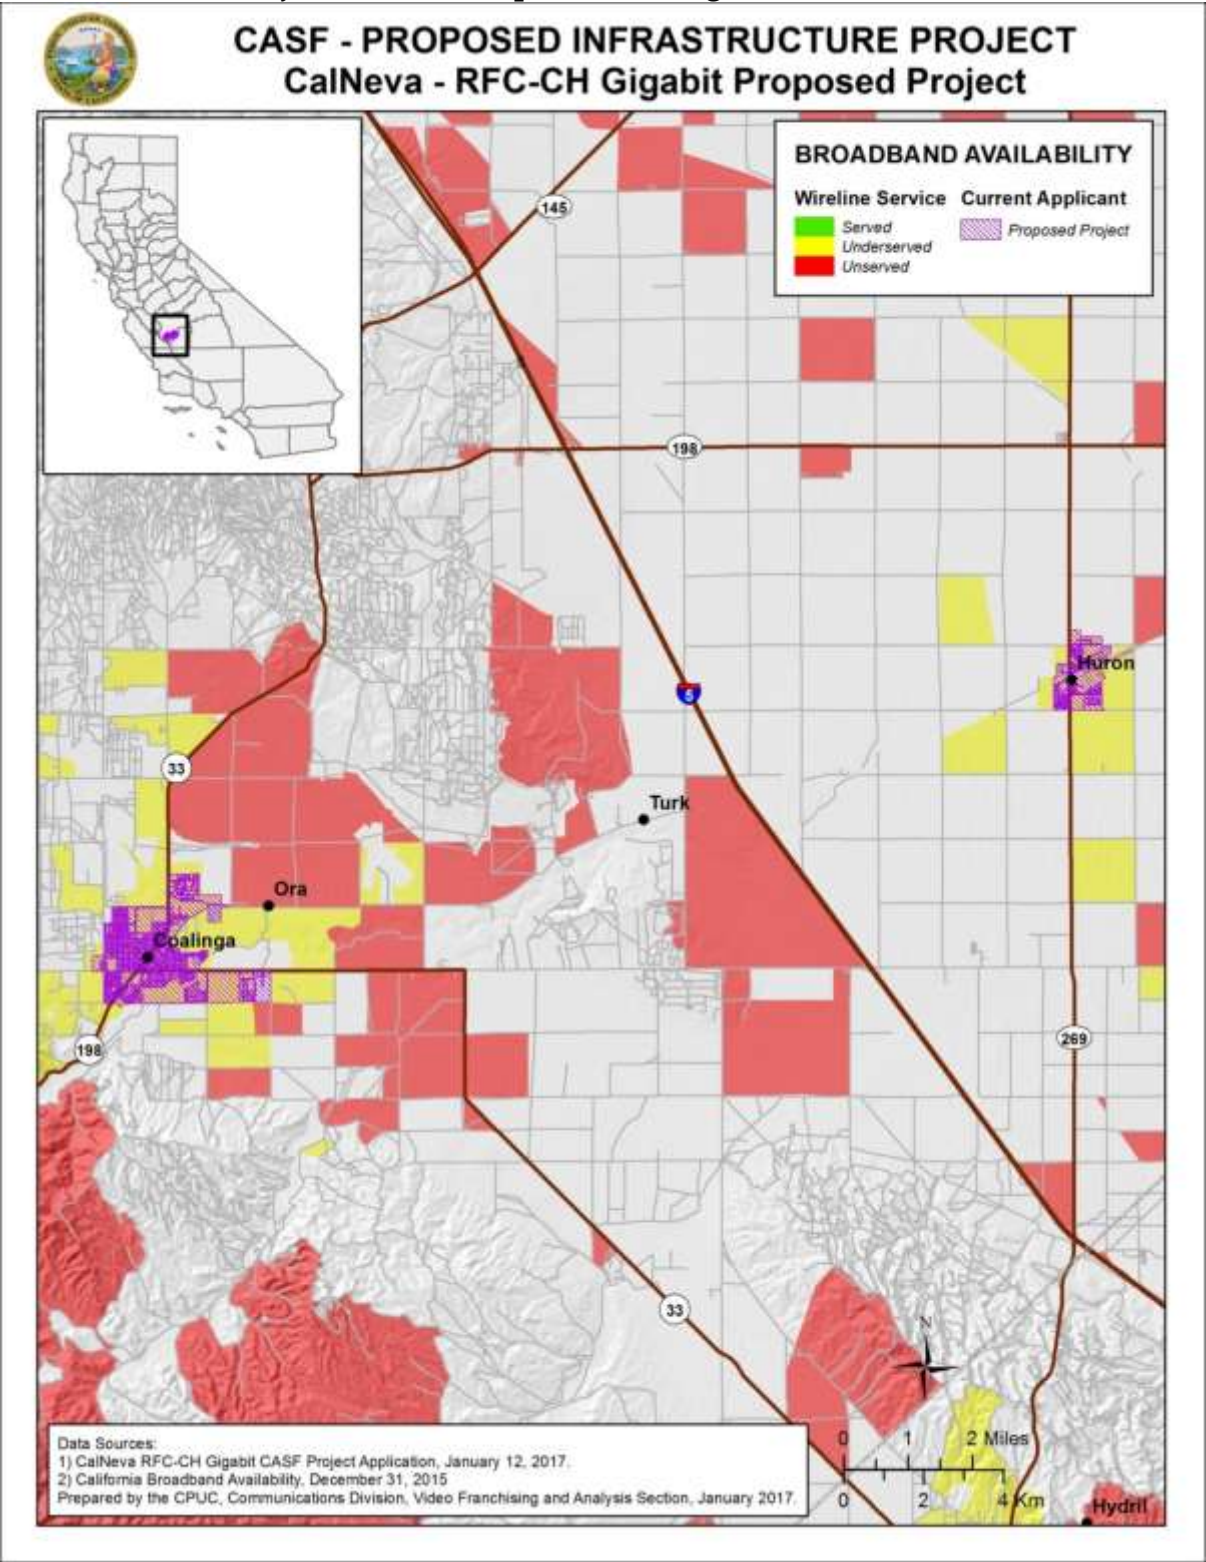 CASF - PROPOSED INFRASTRUCTURE PROJECT
CalNeva - RFC-CH Gigabit Proposed Project
BROADBAND AVAILABILITY
Wireline Service Current Applicant
Served
Underserved
Unserved
Proposed Project
145
198
5
Huron
33
Turk
Ora
Coalinga
198
269
33
N
0 1 2 Miles
0 2 4 Km
Hydril
Data Sources:
1) CalNeva RFC-CH Gigabit CASF Project Application, January 12, 2017.
2) California Broadband Availability, December 31, 2015
Prepared by the CPUC, Communications Division, Video Franchising and Analysis Section, January 2017.